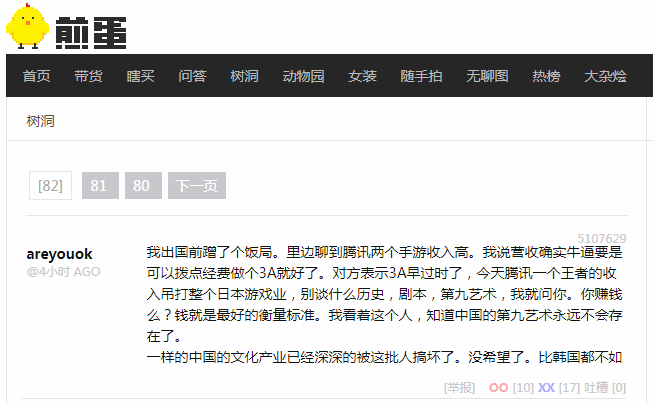 煎蛋
首页 带货 瞎买 问答 树洞 动物园 女装 随手拍 无聊图 热榜 大杂烩
树洞
[82] 81 80 下一页
5107629
areyouok
@4小时 AGO
我出国前蹭了个饭局。里边聊到腾讯两个手游收入高。我说营收确实牛逼要是
可以拨点经费做个3A就好了。对方表示3A早过时了，今天腾讯一个王者的收
入吊打整个日本游戏业，别谈什么历史，剧本，第九艺术，我就问你。你赚钱
么？钱就是最好的衡量标准。我看着这个人，知道中国的第九艺术永远不会存
在了。
一样的中国的文化产业已经深深的被这批人搞坏了。没希望了。比韩国都不如
[举报] OO [10] XX [17] 吐槽 [0]